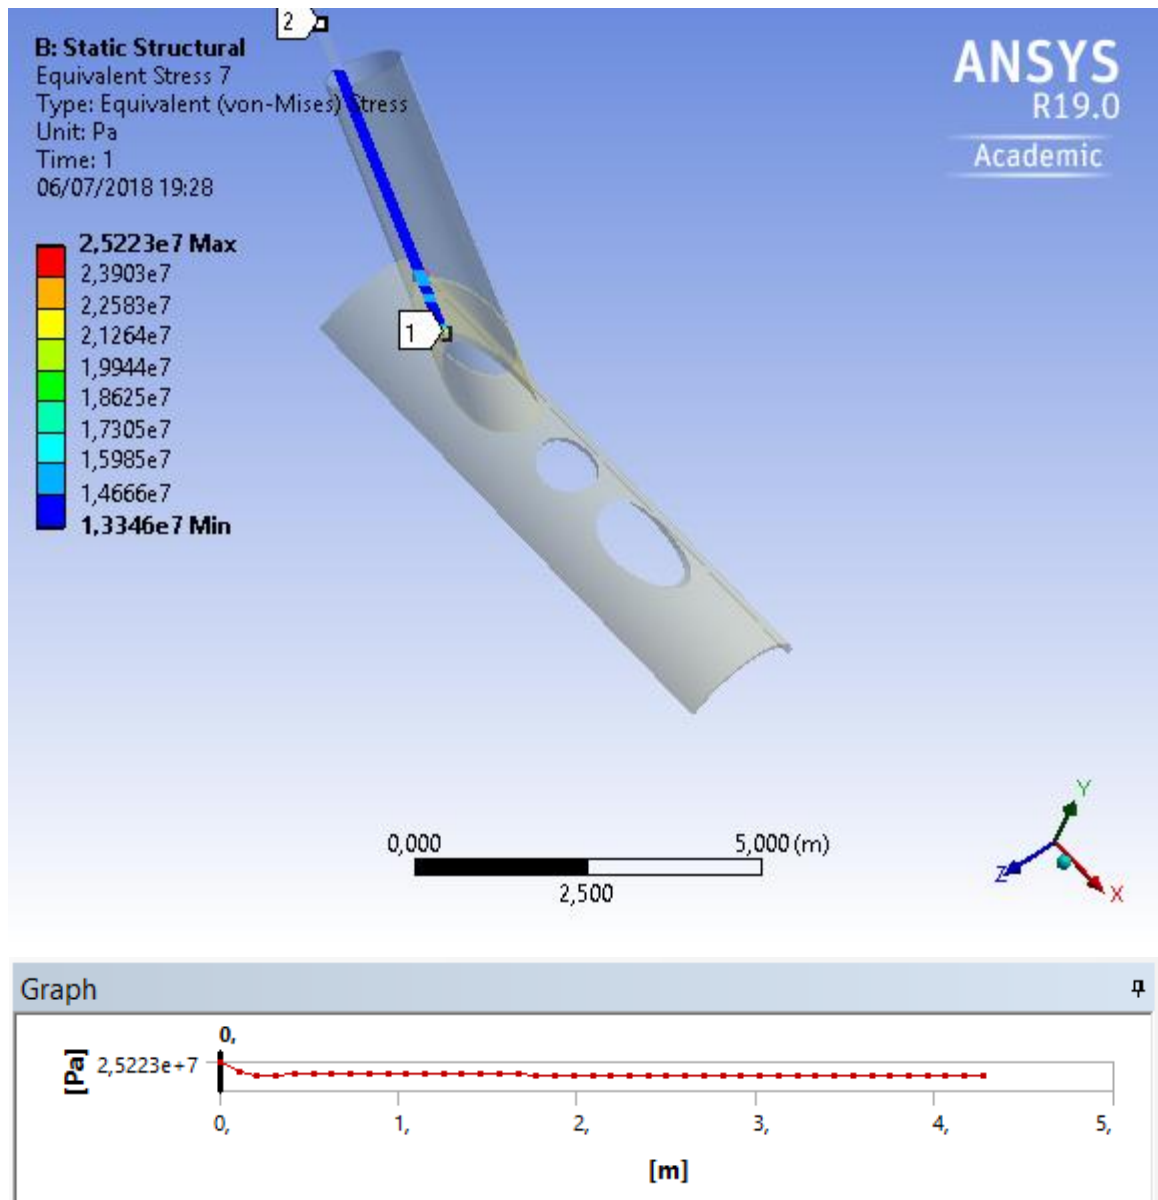 2
B: Static Structural
Equivalent Stress 7
Type: Equivalent (von-Mises) Stress
Unit: Pa
Time: 1
06/07/2018 19:28
ANSYS
R19.0
Academic
2,5223e7 Max
2,3903e7
2,2583e7
2,1264e7
1,9944e7
1,8625e7
1,7305e7
1,5985e7
1,4666e7
1,3346e7 Min
1
0,000
5,000 (m)
2,500
Y
Z
X
Graph
0,
[Pa]
2,5223e+7
0,
1,
2,
3,
4,
5,
[m]